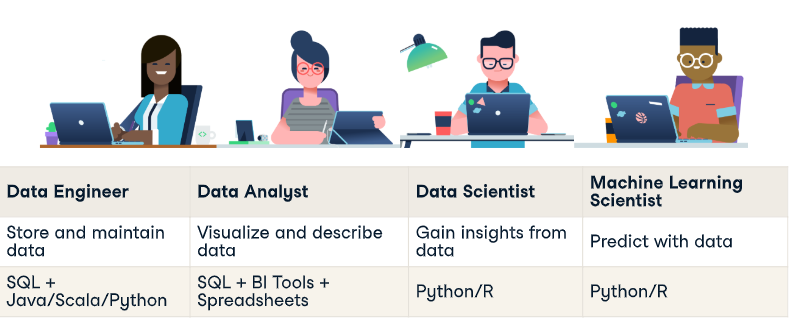 Data Engineer
Data Analyst
Data Scientist
Machine Learning
Scientist
Store and maintain
data
Visualize and describe
data
Gain insights from
data
Predict with data
SQL +
Java/Scala/Python
SQL + BI Tools +
Spreadsheets
Python/R
Python/R